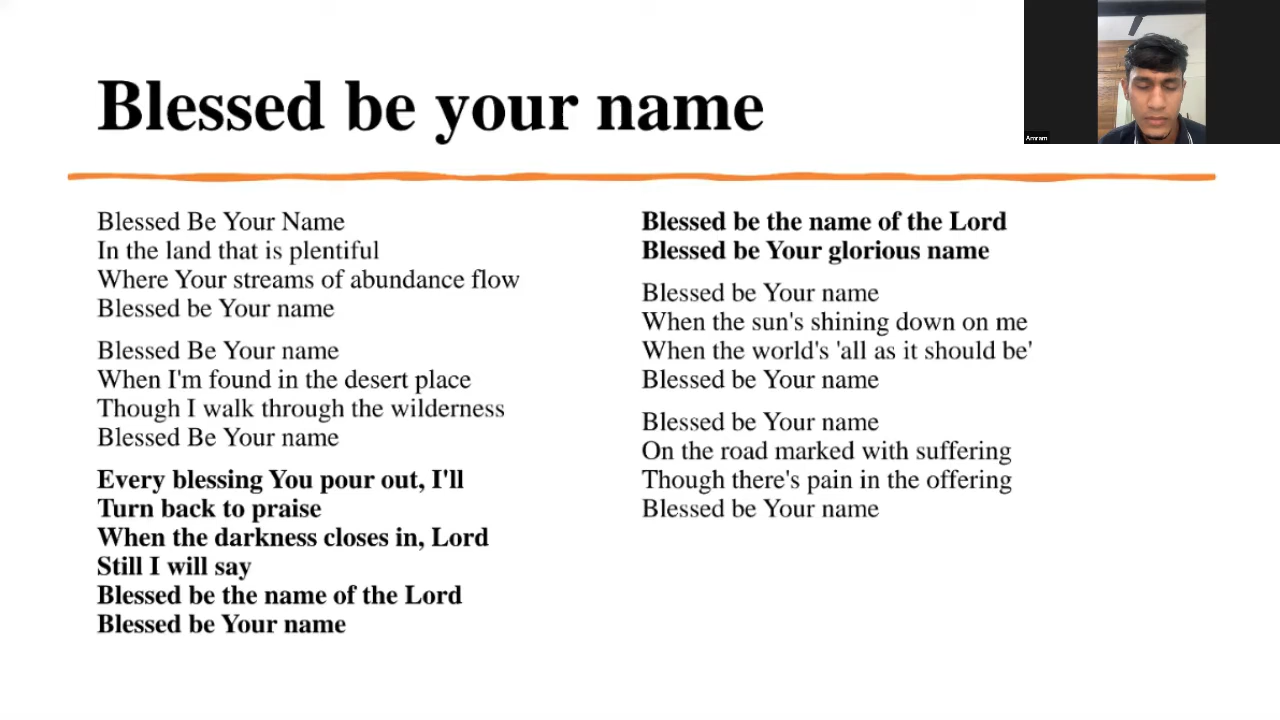 Blessed be your name
Amram
Blessed Be Your Name
In the land that is plentiful
Where Your streams of abundance flow
Blessed be Your name
Blessed Be Your name
When I'm found in the desert place
Though I walk through the wilderness
Blessed Be Your name
Every blessing You pour out, I'll
Turn back to praise
When the darkness closes in, Lord
Still I will say
Blessed be the name of the Lord
Blessed be Your name
Blessed be the name of the Lord
Blessed be Your glorious name
Blessed be Your name
When the sun's shining down on me
When the world's 'all as it should be'
Blessed be Your name
Blessed be Your name
On the road marked with suffering
Though there's pain in the offering
Blessed be Your name